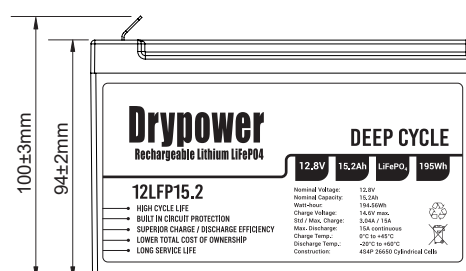 100±3mm
94±2mm
Drypower
Rechargeable Lithium LiFePO4
DEEP CYCLE
12,8V 15,2Ah LiFePO₄ 195Wh
12LFP15.2
HIGH CYCLE LIFE
BUILT IN CIRCUIT PROTECTION
SUPERIOR CHARGE / DISCHARGE EFFICIENCY
LOWER TOTAL COST OF OWNERSHIP
LONG SERVICE LIFE
Nominal Voltage: 12.8V
Nominal Capacity: 15,2Ah
Watt-hour 194.56Wh
Charge Voltage: 14.6V max.
Std / Max. Charge: 3.04A / 15A
Max. Discharge: 15A continuous
Charge Temp.: 0°C to +45°C
Discharge Temp.: -20°C to +60°C
Construction: 4S4P 26650 Cylindrical Cells